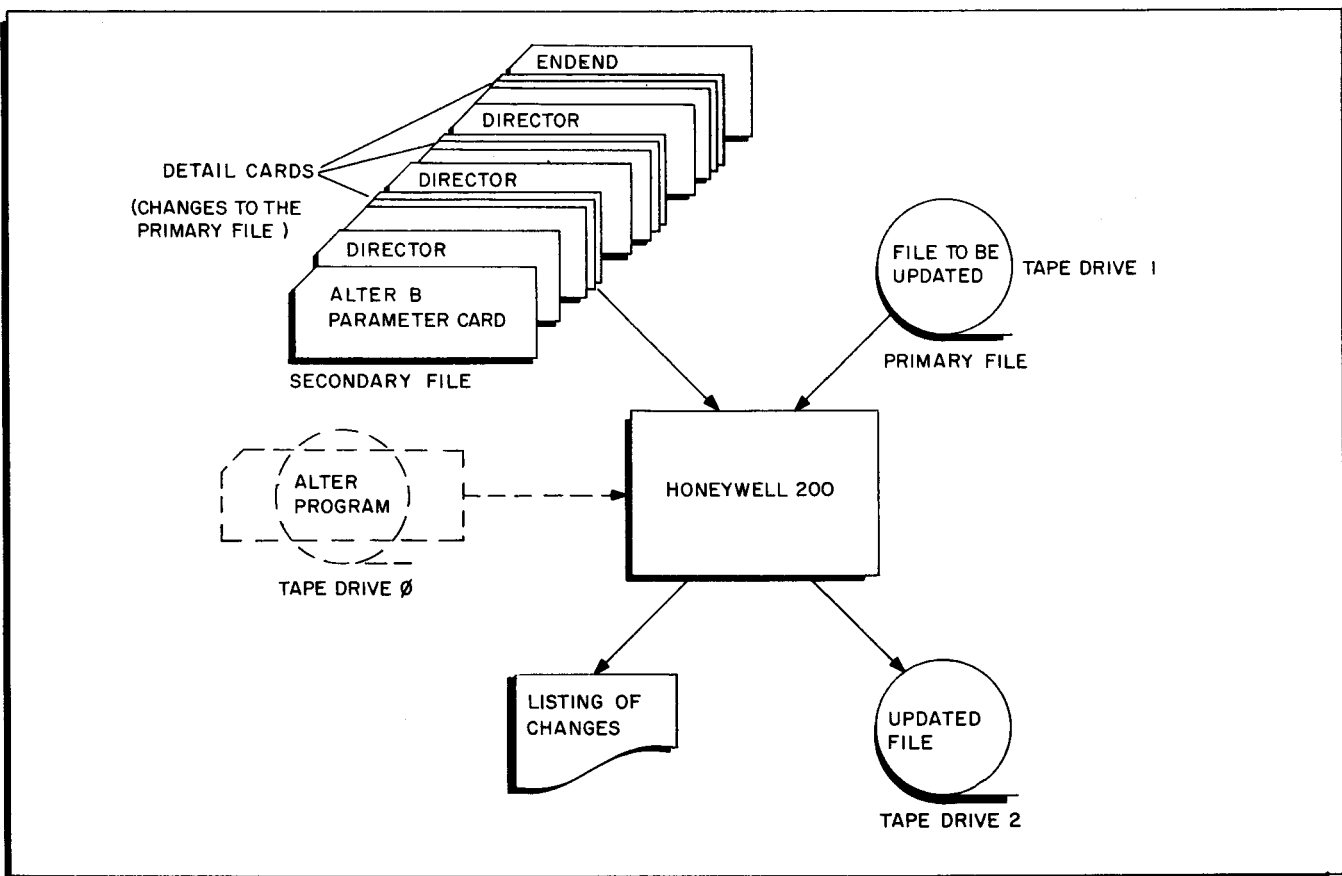 ENDEND
DIRECTOR
DETAIL CARDS
(CHANGES TO THE
PRIMARY FILE )
DIRECTOR
DIRECTOR
ALTER B
PARAMETER CARD
SECONDARY FILE
FILE TO BE
UPDATED
TAPE DRIVE 1
PRIMARY FILE
ALTER
PROGRAM
TAPE DRIVE Ø
HONEYWELL 200
LISTING OF
CHANGES
UPDATED
FILE
TAPE DRIVE 2